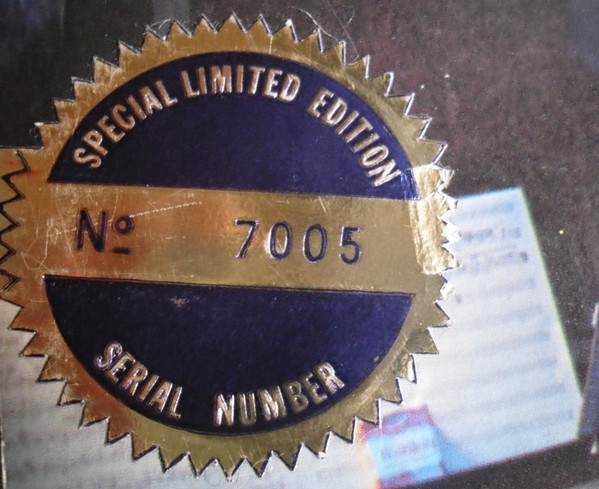 SPECIAL LIMITED EDITION
Nº 7005
SERIAL NUMBER